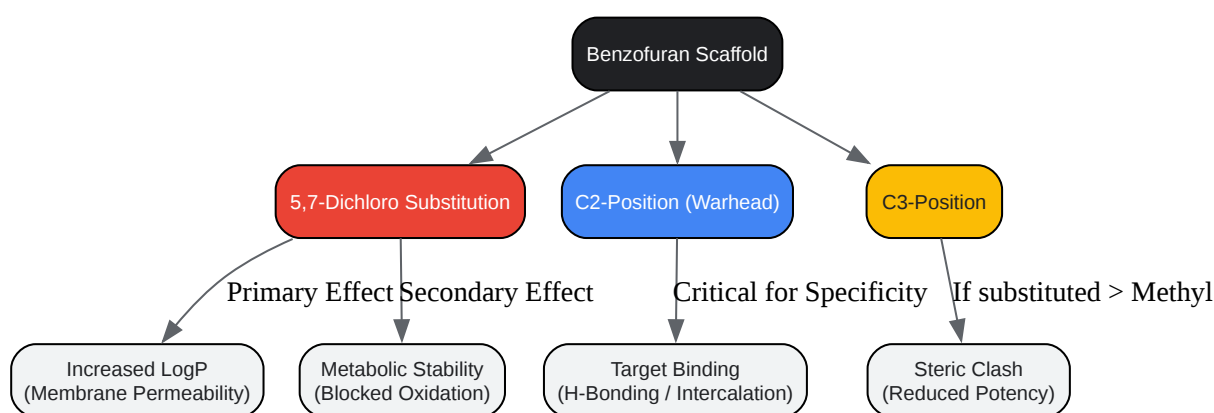 Benzofuran Scaffold
5,7-Dichloro Substitution
C2-Position (Warhead)
C3-Position
Primary Effect
Secondary Effect
Critical for Specificity
If substituted > Methyl
Increased LogP
(Membrane Permeability)
Metabolic Stability
(Blocked Oxidation)
Target Binding
(H-Bonding / Intercalation)
Steric Clash
(Reduced Potency)